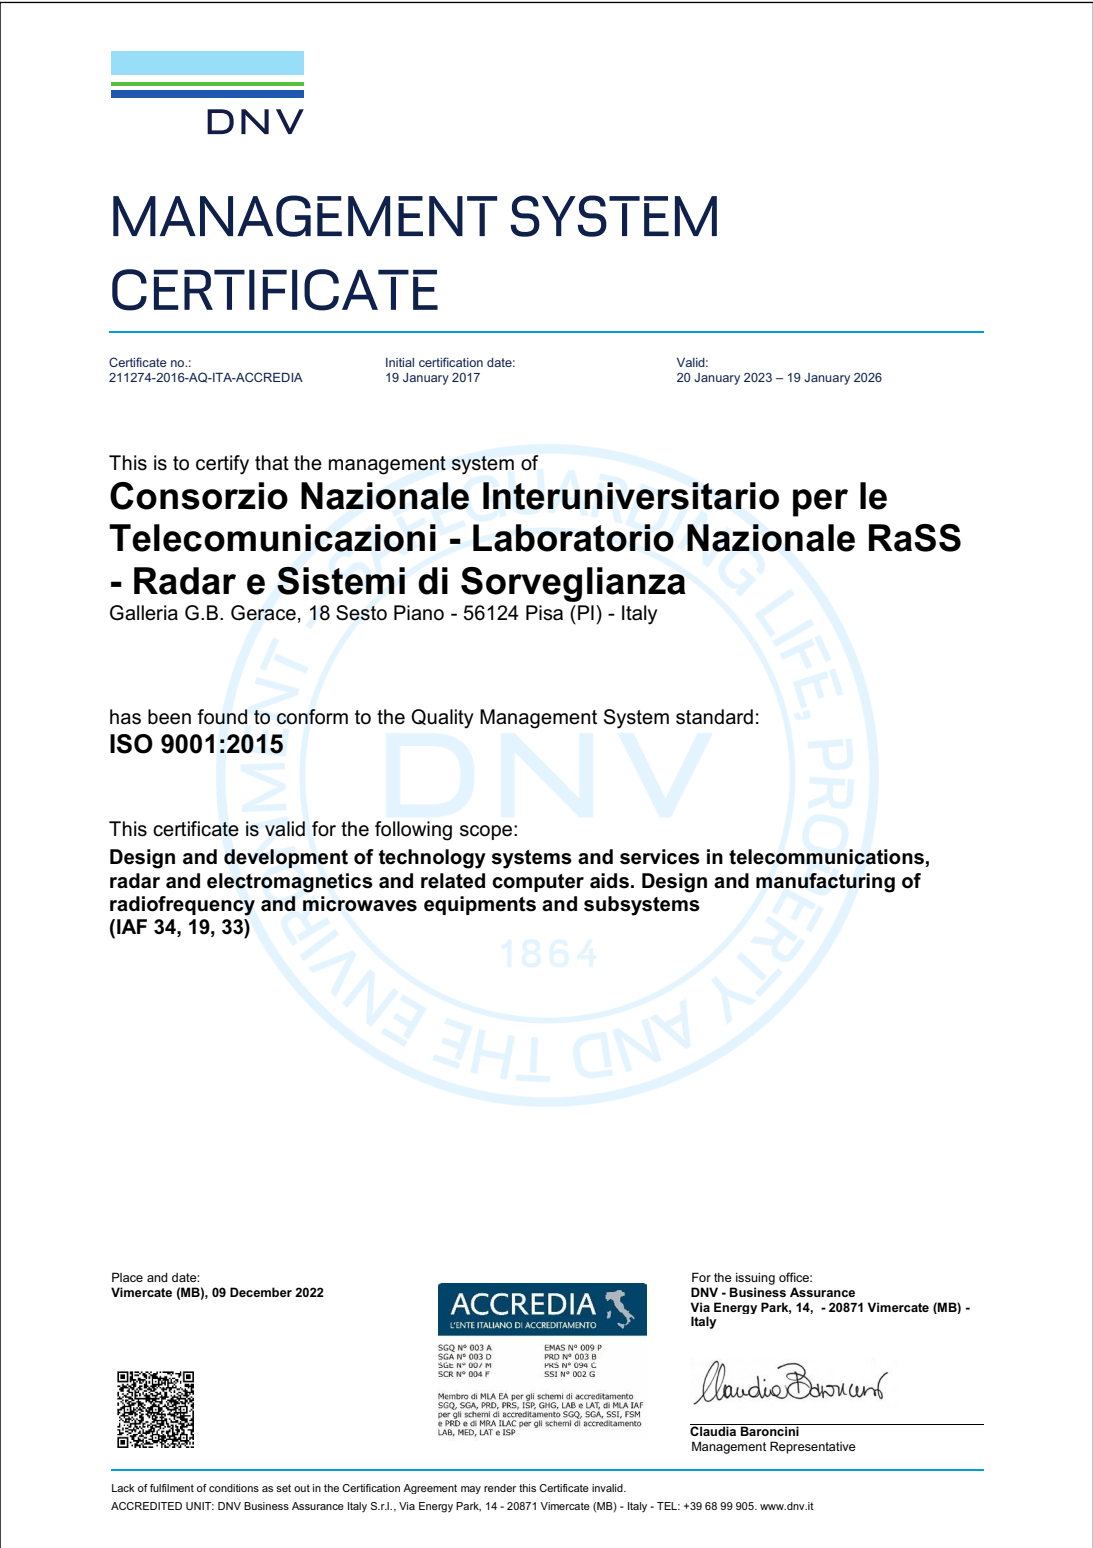 DNV
MANAGEMENT SYSTEM
CERTIFICATE
Certificate no.:
211274-2016-AQ-ITA-ACCREDIA
Initial certification date:
19 January 2017
Valid:
20 January 2023 – 19 January 2026
This is to certify that the management system of
Consorzio Nazionale Interuniversitario per le
Telecomunicazioni - Laboratorio Nazionale RaSS
- Radar e Sistemi di Sorveglianza
Galleria G.B. Gerace, 18 Sesto Piano - 56124 Pisa (PI) - Italy
has been found to conform to the Quality Management System standard:
ISO 9001:2015
This certificate is valid for the following scope:
Design and development of technology systems and services in telecommunications,
radar and electromagnetics and related computer aids. Design and manufacturing of
radiofrequency and microwaves equipments and subsystems
(IAF 34, 19, 33)
SAFEGUARDING LIFE, PROPERTY AND THE ENVIRONMENT -
DNV
1864
Place and date:
Vimercate (MB), 09 December 2022
ACCREDIA
L'ENTE ITALIANO DI ACCREDITAMENTO
SGQ N° 003 A EMAS N° 009 P
SGA N° 003 D PRD N° 003 B
SGE N° 007 M PRS N° 094 C
SCR N° 004 F SSI N° 002 G
Membro di MLA EA per gli schemi di accreditamento
SGQ, SGA, PRD, PRS, ISP, GHG, LAB e LAT, di MLA IAF
per gli schemi di accreditamento SGQ, SGA, SSI, FSM
e PRD e di MRA ILAC per gli schemi di accreditamento
LAB, MED, LAT e ISP
For the issuing office:
DNV - Business Assurance
Via Energy Park, 14,  - 20871 Vimercate (MB) -
Italy
Claudia Baroncini
Claudia Baroncini
Management Representative
Lack of fulfilment of conditions as set out in the Certification Agreement may render this Certificate invalid.
ACCREDITED UNIT: DNV Business Assurance Italy S.r.l., Via Energy Park, 14 - 20871 Vimercate (MB) - Italy - TEL: +39 68 99 905. www.dnv.it